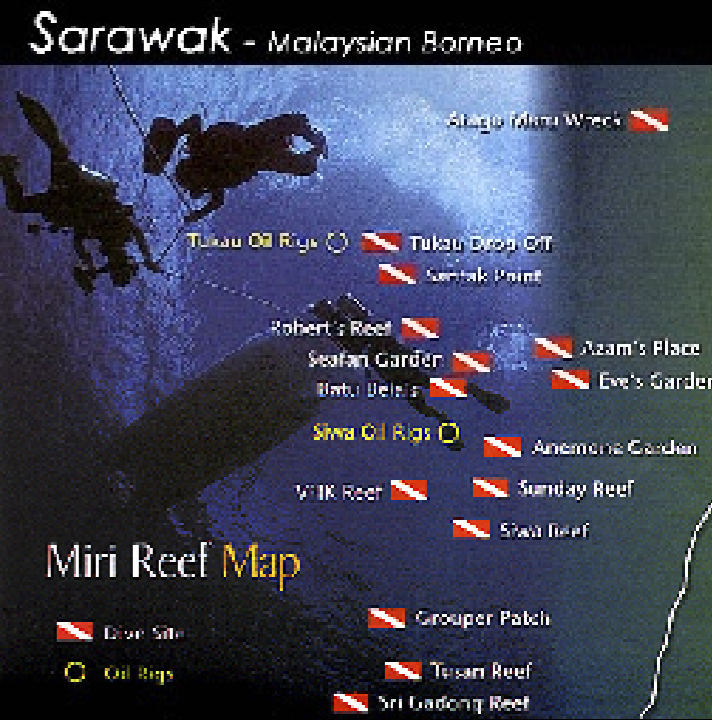 Sarawak - Malaysian Borneo
Atago Maru Wreck
Tukau Oil Rigs Tukau Drop Off
Santak Point
Robert's Reef
Azam's Place
Seafan Garden
Eve's Garden
Batu Belais
Siwa Oil Rigs
Anemone Garden
Reef Sunday Reef
Siwa Reef
Miri Reef Map
Grouper Patch
Dive Site
Tusan Reef
Oil Rigs
Sri Gadong Reef